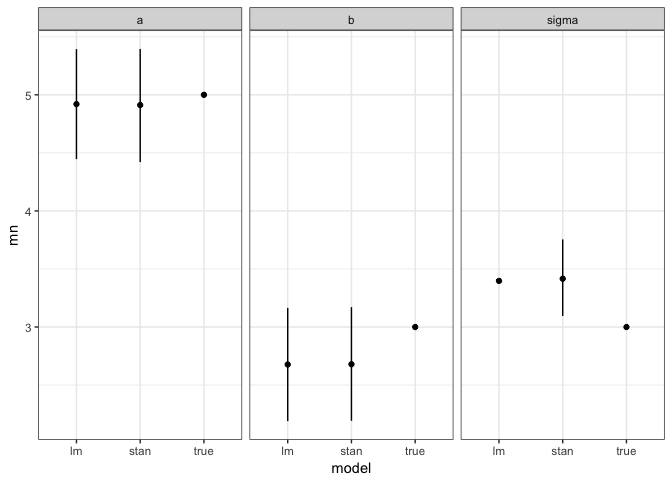 a b sigma
5
4
3
mn
lm stan true lm stan true lm stan true
model